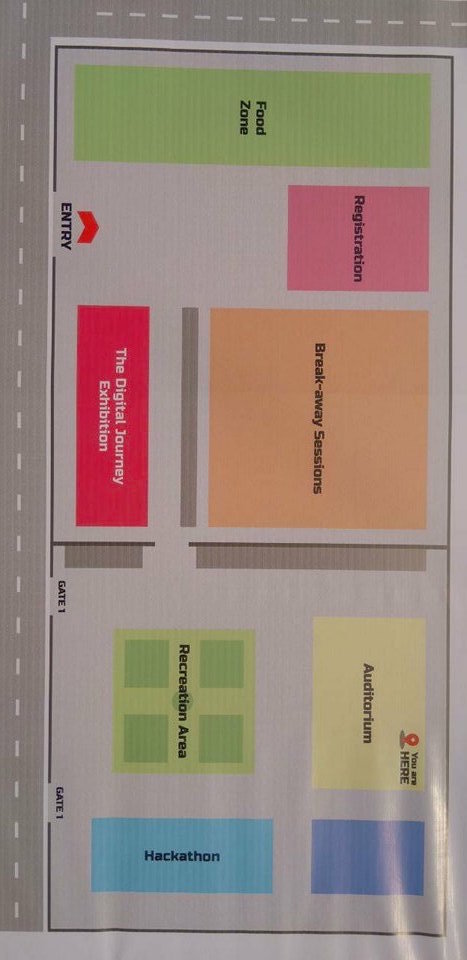 Food
Zone
Registration
ENTRY
Break-away Sessions
The Digital Journey
Exhibition
GATE 1
Auditorium
You are
HERE
Recreation Area
GATE 1
Hackathon